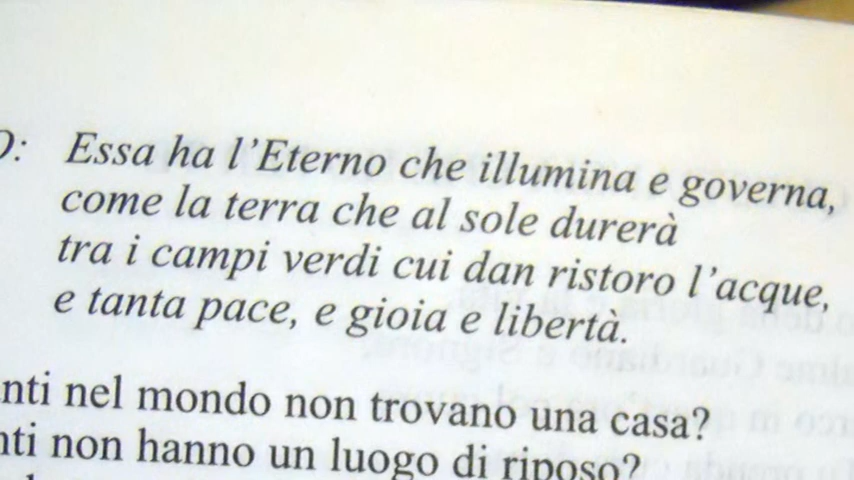 O: Essa ha l'Eterno che illumina e governa,
come la terra che al sole durerà
tra i campi verdi cui dan ristoro l'acque,
e tanta pace, e gioia e libertà.
nti nel mondo non trovano una casa?
nti non hanno un luogo di riposo?